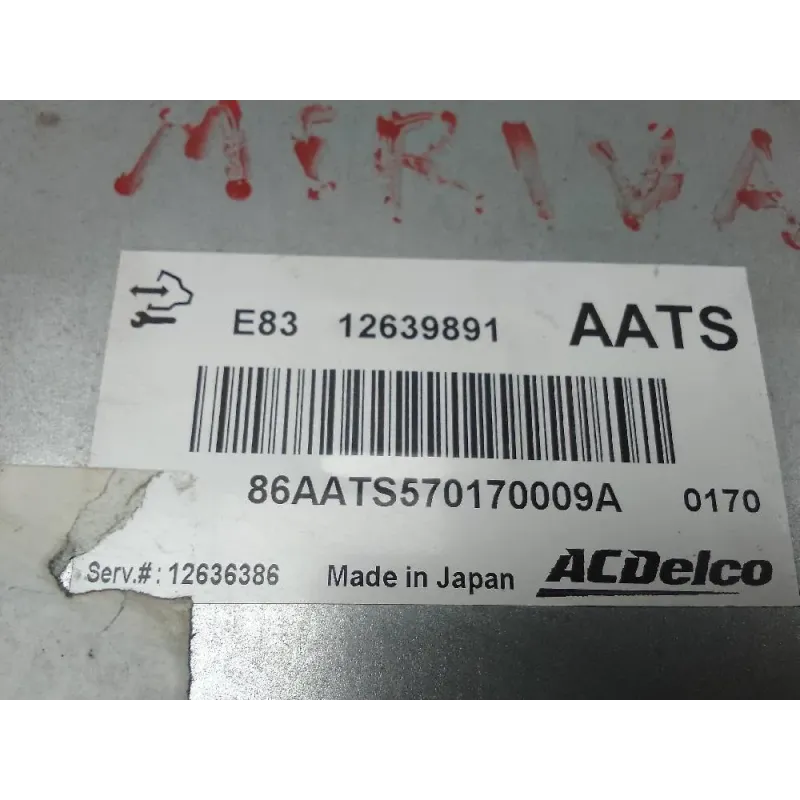 MERIVA
E83 12639891 AATS
86AATS570170009A 0170
Serv.#: 12636386 Made in Japan ACDelco